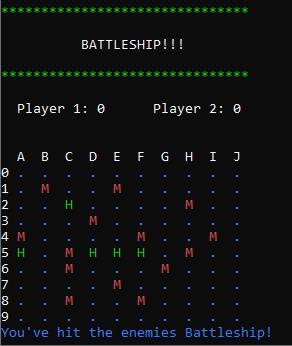 *******************************
BATTLESHIP!!!
*******************************
Player 1: 0 Player 2: 0
A B C D E F G H I J
0 . . . . . . . . . .
1 . M . . M . . . . .
2 . . H . . . . M . .
3 . . . M . . . . . .
4 M . . . . M . . M .
5 H . M H H H . M . .
6 . . M . . . M . . .
7 . . . . M . . . . .
8 . . M . . M . . . .
9 . . . . . . . . . .
You've hit the enemies Battleship!